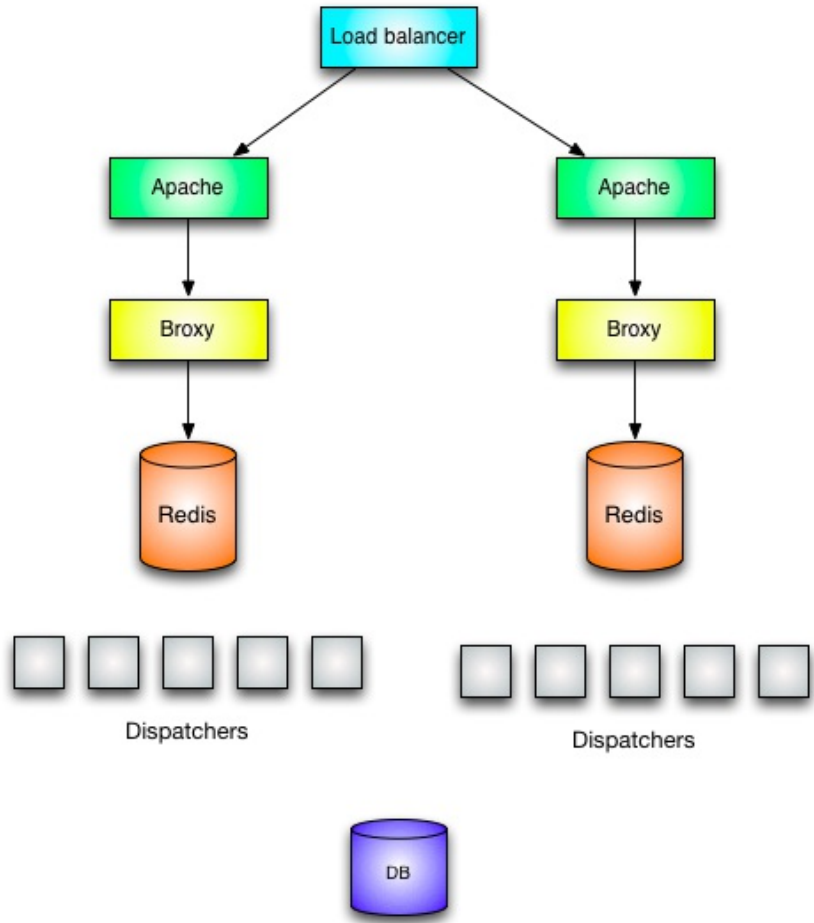 Load balancer
Apache
Apache
Broxy
Broxy
Redis
Redis
Dispatchers
Dispatchers
DB